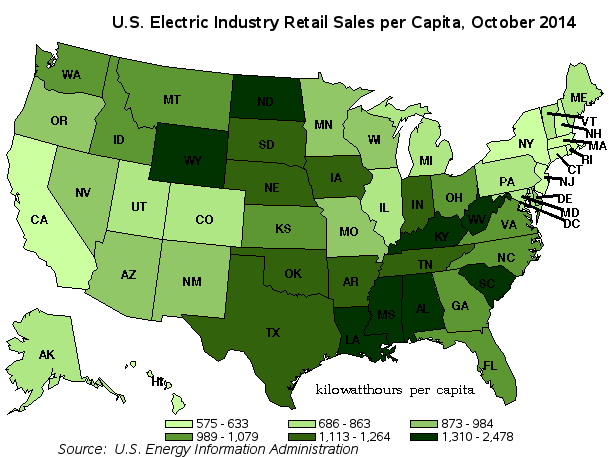 U.S. Electric Industry Retail Sales per Capita, October 2014
WA
MT
ND
ME
VT
OR
MN
NH
ID
SD
WI
NY
MA
WY
MI
RI
CT
NE
IA
PA
NJ
NV
UT
IL
IN
OH
DE
CA
CO
WV
MD
KS
MO
KY
VA
DC
NC
TN
AZ
NM
OK
AR
SC
GA
MS
AL
TX
LA
AK
FL
HI
kilowatthours per capita
575 - 633 686 - 863 873 - 984
989 - 1,079 1,113 - 1,264 1,310 - 2,478
Source: U.S. Energy Information Administration